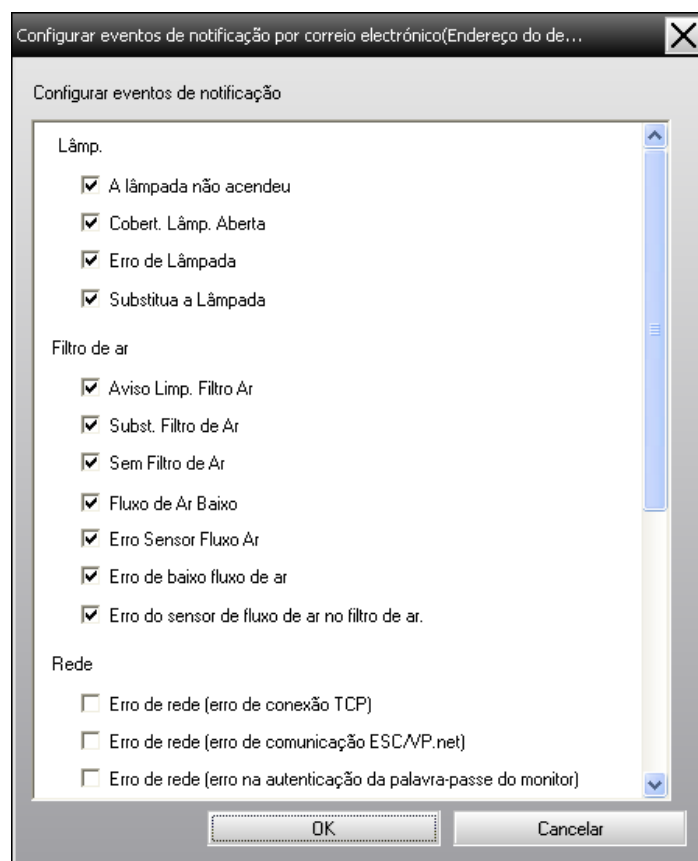 Configurar eventos de notificação por correio electrónico(Endereço do de...
Configurar eventos de notificação
Lâmp.
A lâmpada não acendeu
Cobert. Lâmp. Aberta
Erro de Lâmpada
Substitua a Lâmpada
Filtro de ar
Aviso Limp. Filtro Ar
Subst. Filtro de Ar
Sem Filtro de Ar
Fluxo de Ar Baixo
Erro Sensor Fluxo Ar
Erro de baixo fluxo de ar
Erro do sensor de fluxo de ar no filtro de ar.
Rede
Erro de rede (erro de conexão TCP)
Erro de rede (erro de comunicação ESC/VP.net)
Erro de rede (erro na autenticação da palavra-passe do monitor)
OK
Cancelar